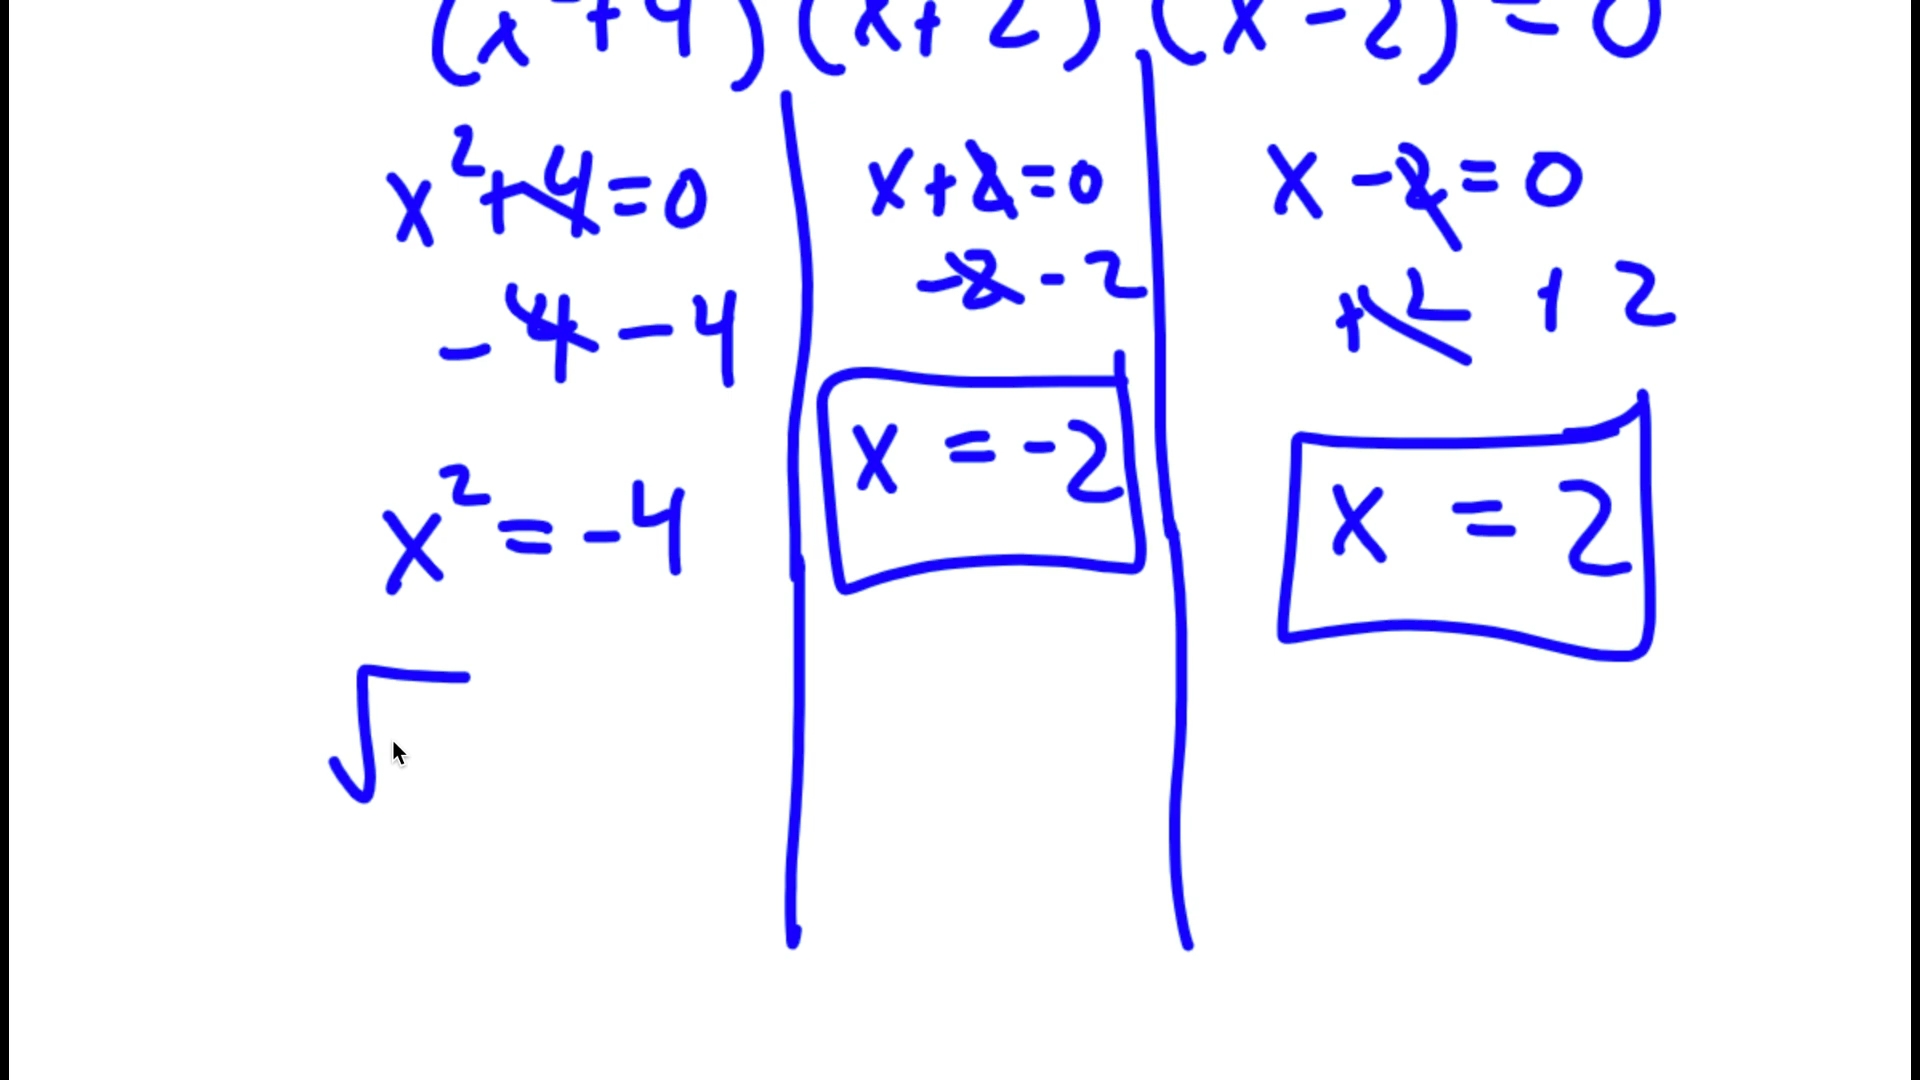 (x²+4)(x+2)(x-2)=0
x²+4=0
-4 -4
x²=-4
√
x+2=0
-2 -2
x = -2
x-2=0
+2 +2
x = 2